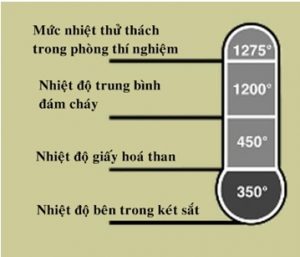 Mức nhiệt thử thách
trong phòng thí nghiệm
1275°
Nhiệt độ trung bình
đám cháy
1200°
450°
Nhiệt độ giấy hoá than
350°
Nhiệt độ bên trong két sắt